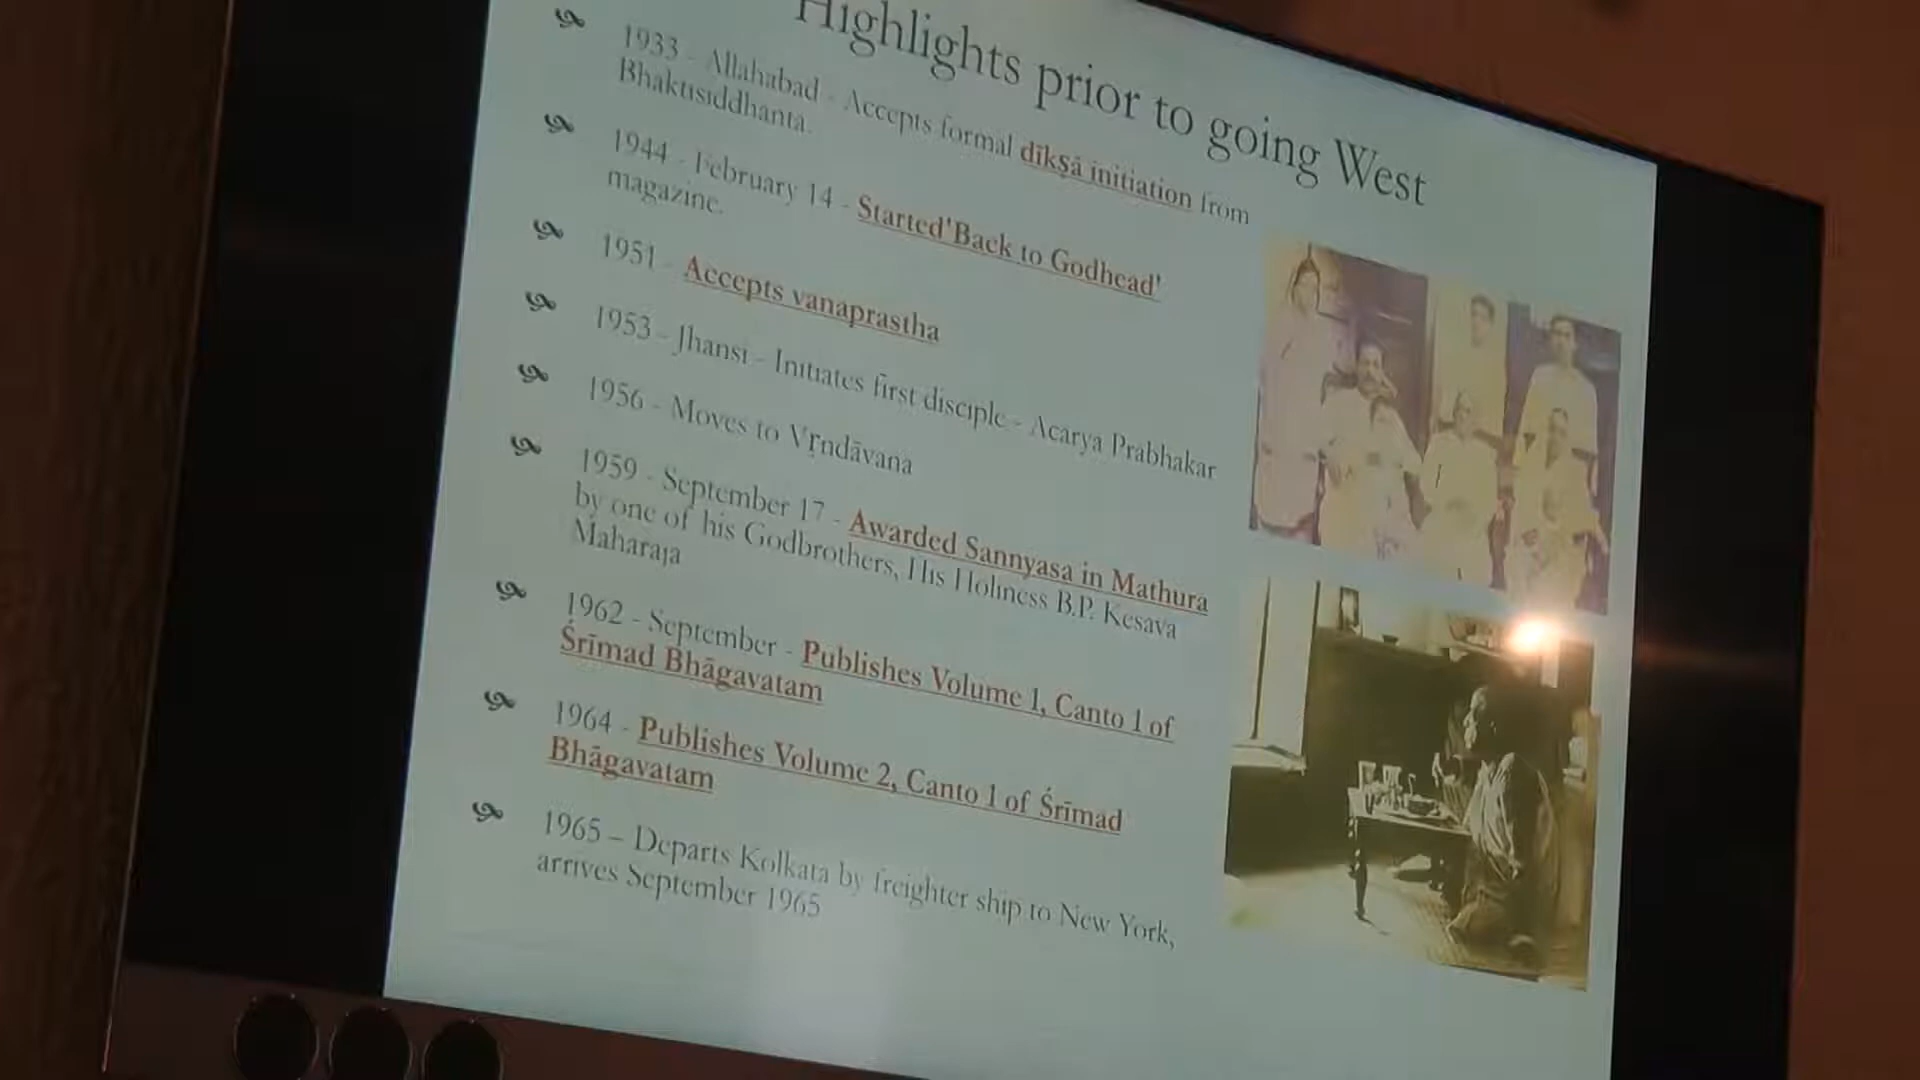 Highlights prior to going West
1933 - Allahabad - Accepts formal dīkṣā initiation from
Bhaktisiddhanta.
1944 - February 14 - Started'Back to Godhead'
magazine.
1951 - Accepts vanaprastha
1953 - Jhansi - Initiates first disciple - Acarya Prabhakar
1956 - Moves to Vṛndāvana
1959 - September 17 - Awarded Sannyasa in Mathura
by one of his Godbrothers, His Holiness B.P. Kesava
Maharaja
1962 - September - Publishes Volume 1, Canto 1 of
Śrīmad Bhāgavatam
1964 - Publishes Volume 2, Canto 1 of Śrīmad
Bhāgavatam
1965 – Departs Kolkata by freighter ship to New York,
arrives September 1965